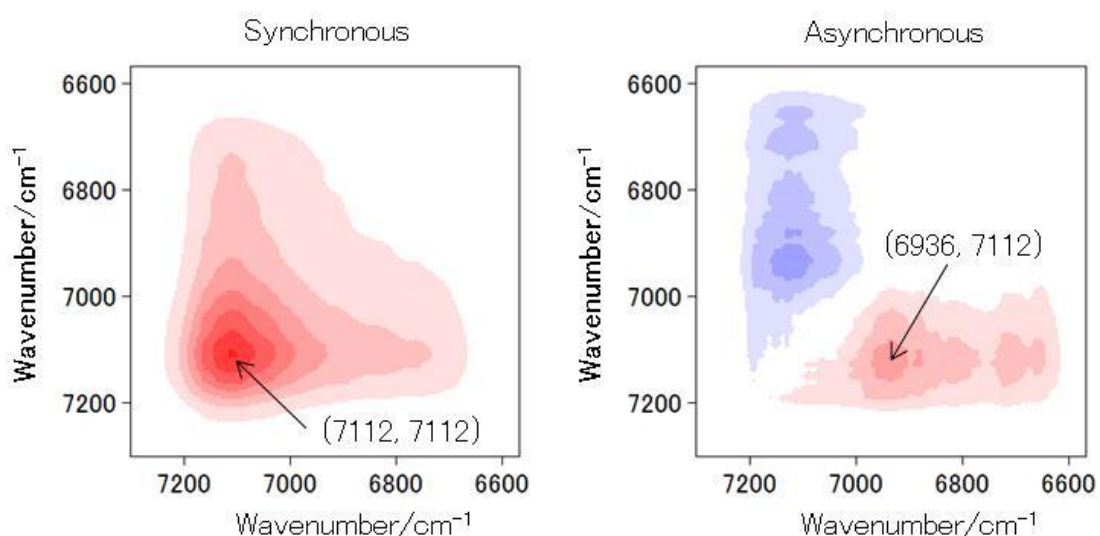 Synchronous
Wavenumber/cm⁻¹
6600
6800
7000
7200
(7112, 7112)
7200 7000 6800 6600
Wavenumber/cm⁻¹
Asynchronous
Wavenumber/cm⁻¹
6600
6800
7000
7200
(6936, 7112)
7200 7000 6800 6600
Wavenumber/cm⁻¹